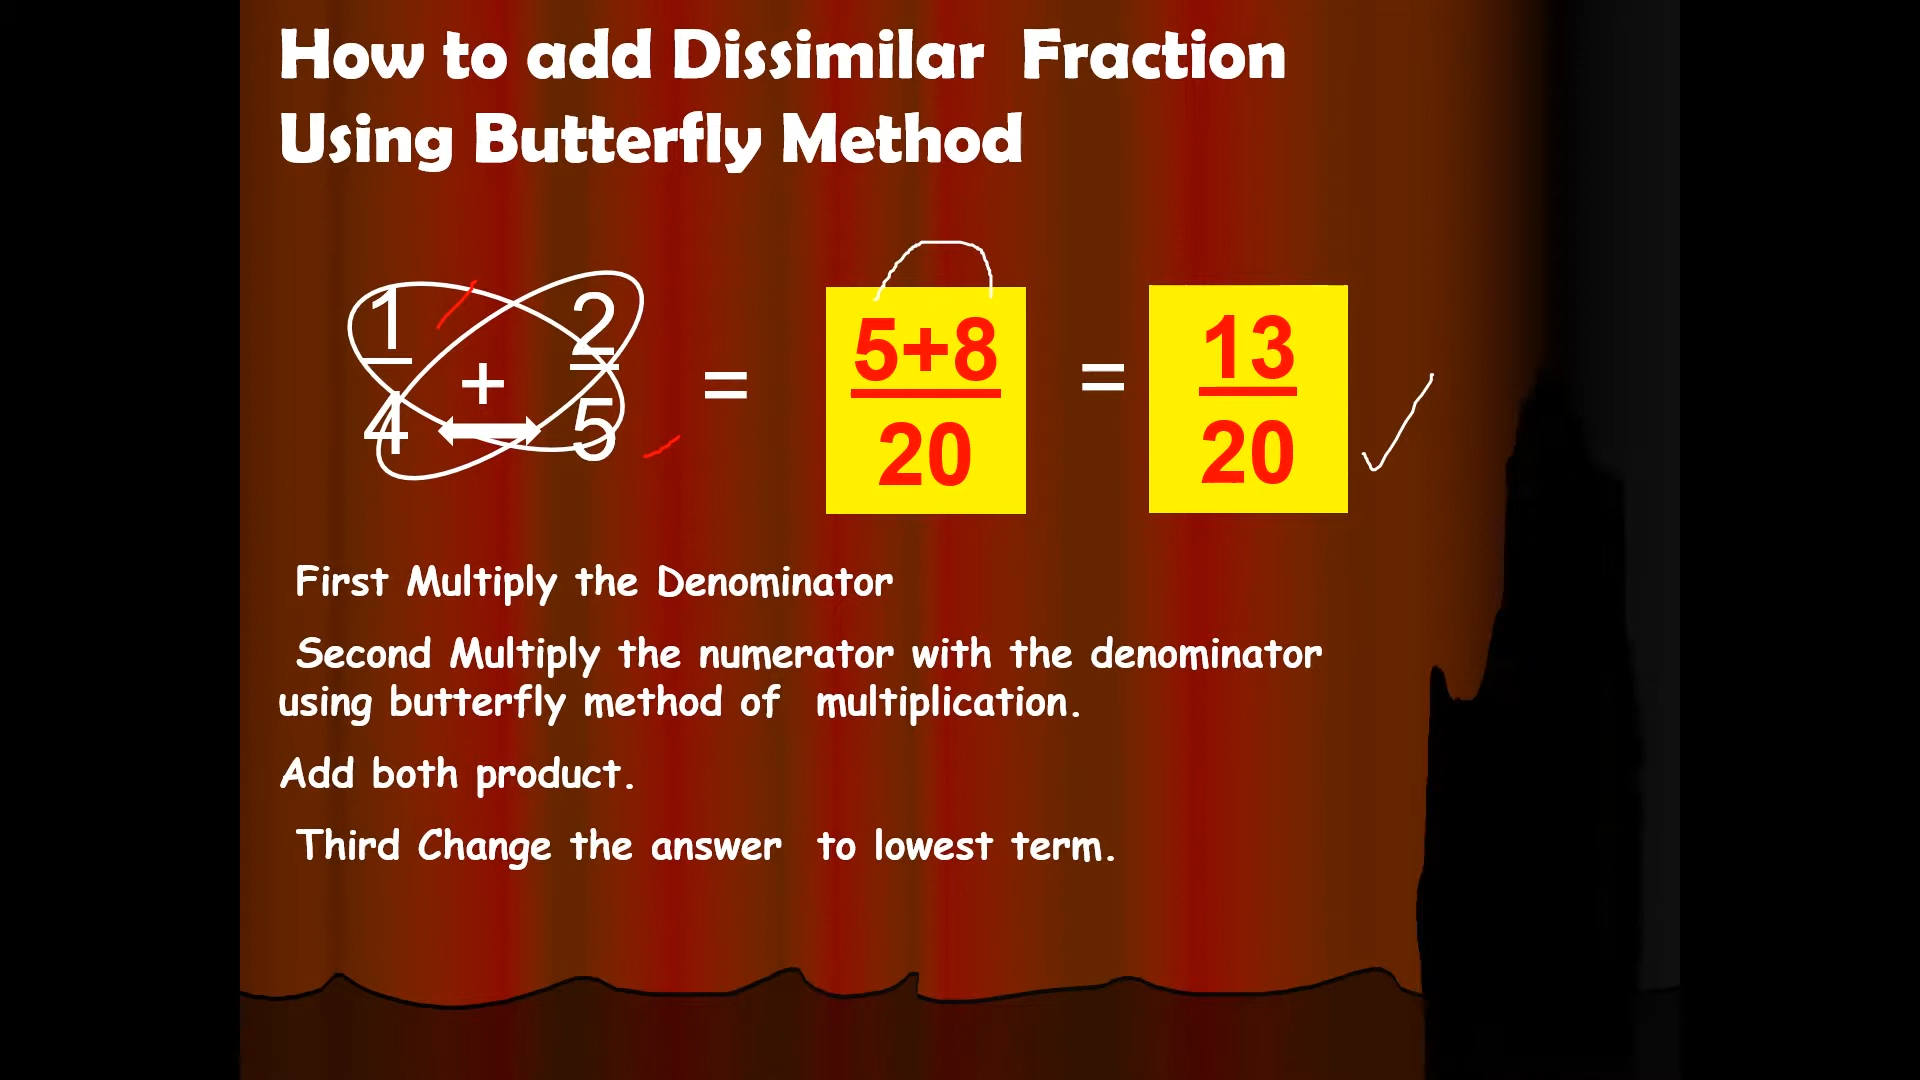 How to add Dissimilar Fraction
Using Butterfly Method
1 2 5+8 13
+ = =
4 5 20 20
First Multiply the Denominator
Second Multiply the numerator with the denominator
using butterfly method of multiplication.
Add both product.
Third Change the answer to lowest term.